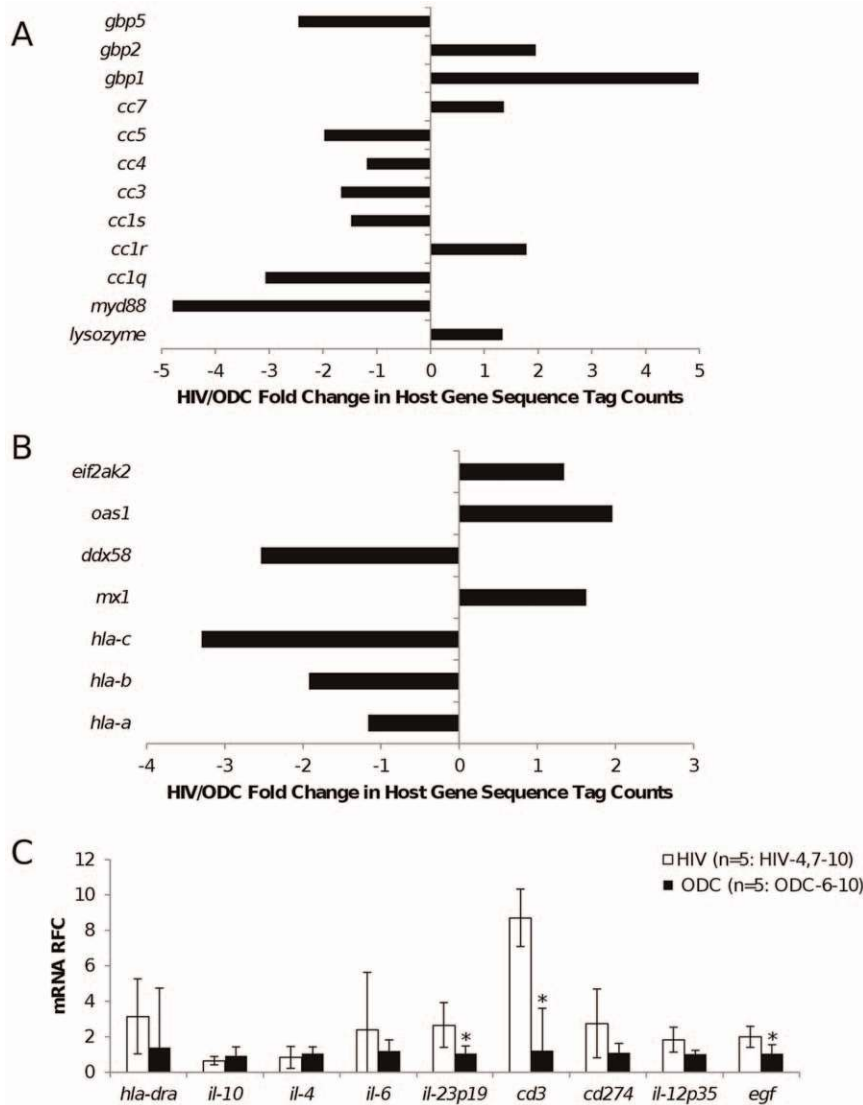 A
gbp5
gbp2
gbp1
cc7
cc5
cc4
cc3
cc1s
cc1r
cc1q
myd88
lysozyme
-5 -4 -3 -2 -1 0 1 2 3 4 5
HIV/ODC Fold Change in Host Gene Sequence Tag Counts
B
eif2ak2
oas1
ddx58
mx1
hla-c
hla-b
hla-a
-4 -3 -2 -1 0 1 2 3
HIV/ODC Fold Change in Host Gene Sequence Tag Counts
C
HIV (n=5: HIV-4,7-10)
ODC (n=5: ODC-6-10)
mRNA RFC
12
10
8
6
4
2
0
* * *
hla-dra il-10 il-4 il-6 il-23p19 cd3 cd274 il-12p35 egf